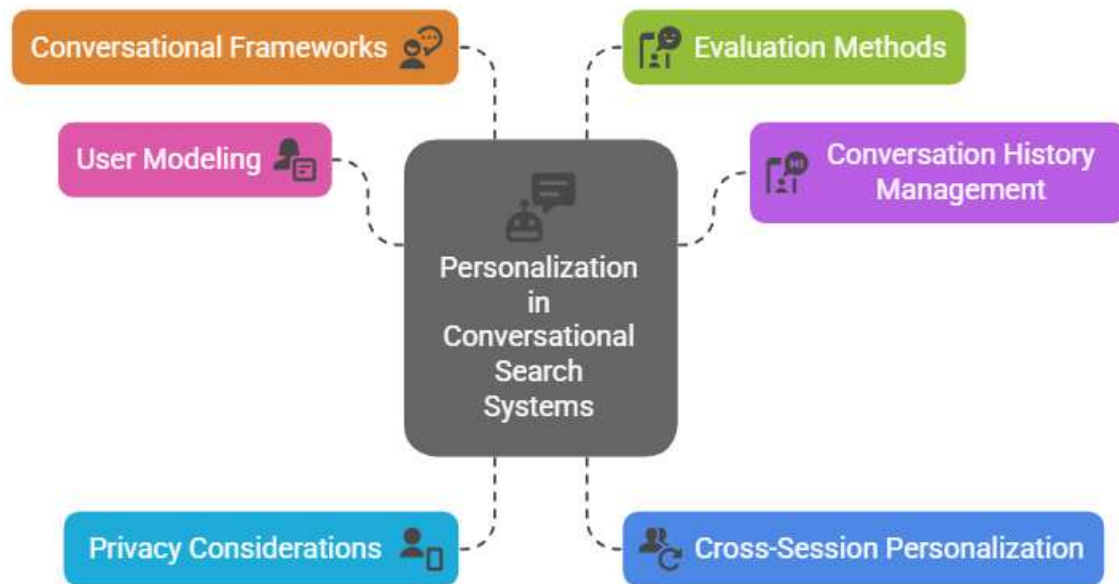 Conversational Frameworks
Evaluation Methods
User Modeling
Conversation History
Management
Personalization
in
Conversational
Search
Systems
Privacy Considerations
Cross-Session Personalization
HI